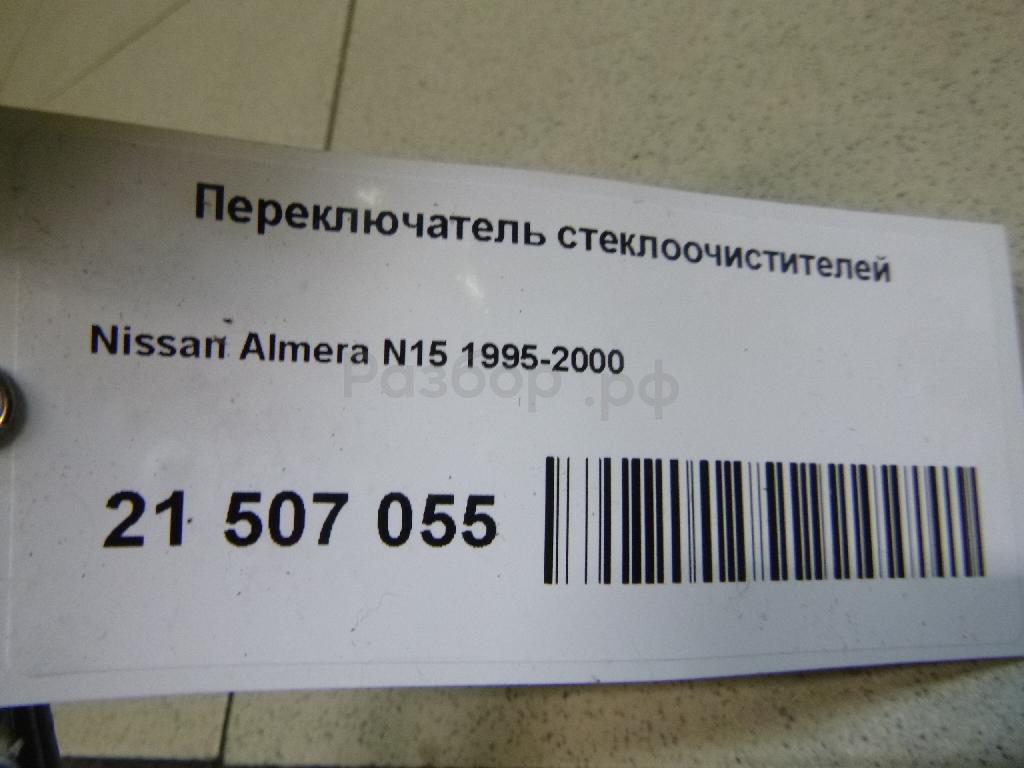 Переключатель стеклоочистителей
Nissan Almera N15 1995-2000
Разбор.рф
21 507 055